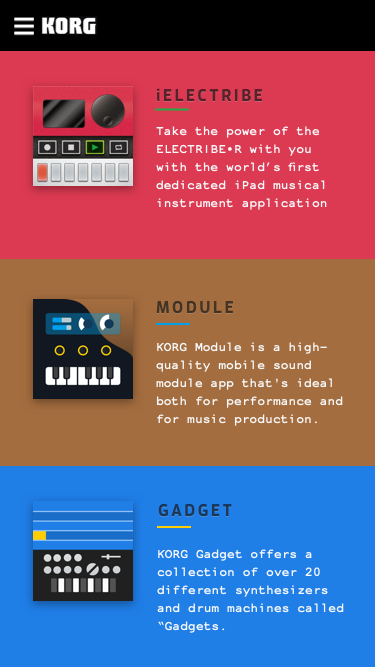 KORG
iELECTRIBE
Take the power of the
ELECTRIBE•R with you
with the world's first
dedicated iPad musical
instrument application
MODULE
KORG Module is a high-
quality mobile sound
module app that's ideal
both for performance and
for music production.
GADGET
KORG Gadget offers a
collection of over 20
different synthesizers
and drum machines called
“Gadgets.